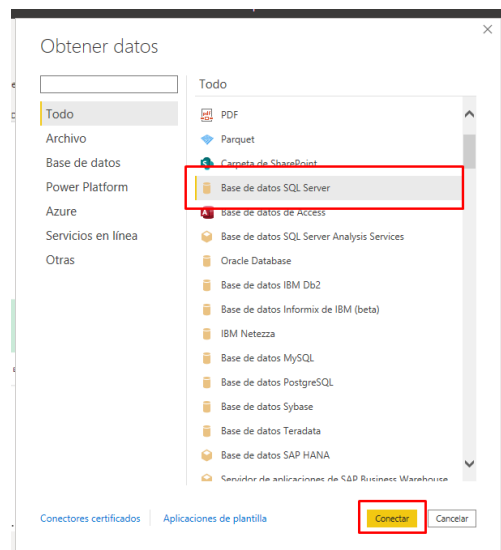 Obtener datos
Todo
Archivo
Base de datos
Power Platform
Azure
Servicios en línea
Otras
Todo
PDF
Parquet
Carpeta de SharePoint
Base de datos SQL Server
Base de datos de Access
Base de datos SQL Server Analysis Services
Oracle Database
Base de datos IBM Db2
Base de datos Informix de IBM (beta)
IBM Netezza
Base de datos MySQL
Base de datos PostgreSQL
Base de datos Sybase
Base de datos Teradata
Base de datos SAP HANA
Servidor de aplicaciones de SAP Business Warehouse
Conectores certificados
Aplicaciones de plantilla
Conectar
Cancelar